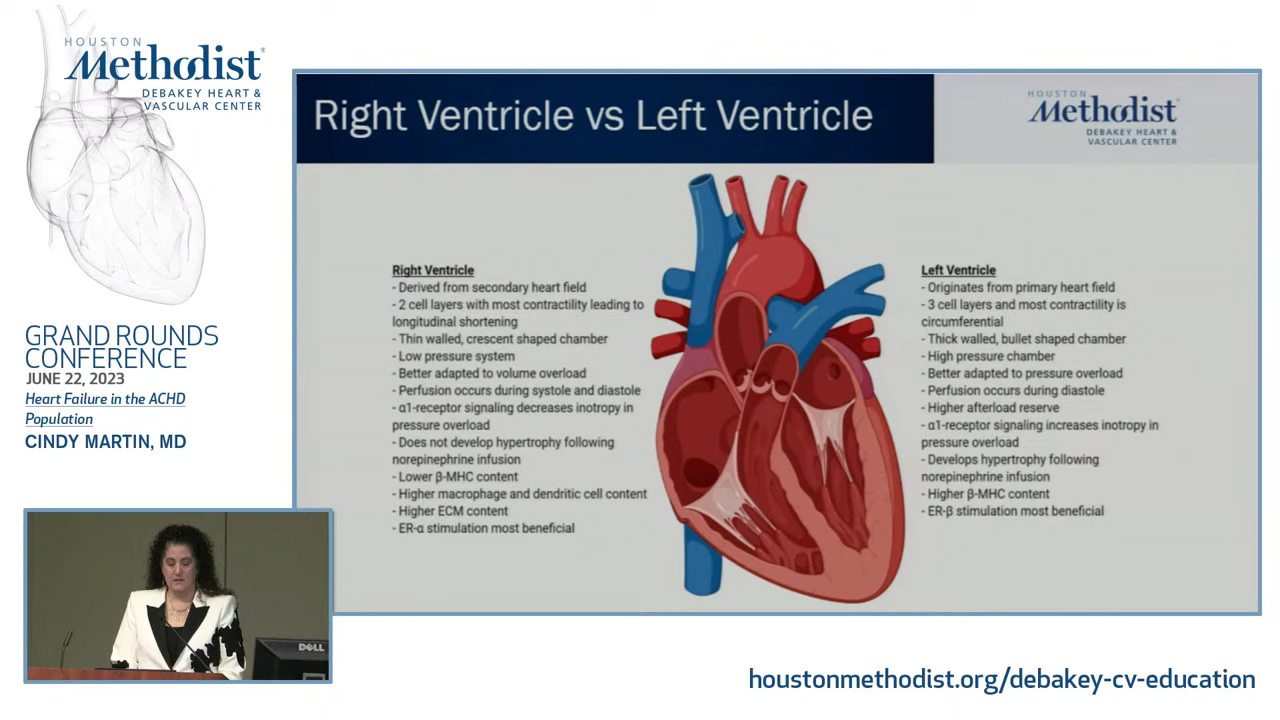 HOUSTON
Methodist®
DEBAKEY HEART &
VASCULAR CENTER
GRAND ROUNDS
CONFERENCE
JUNE 22, 2023
Heart Failure in the ACHD
Population
CINDY MARTIN, MD
Right Ventricle vs Left Ventricle
HOUSTON
Methodist®
DEBAKEY HEART &
VASCULAR CENTER
Right Ventricle
- Derived from secondary heart field
- 2 cell layers with most contractility leading to
longitudinal shortening
- Thin walled, crescent shaped chamber
- Low pressure system
- Better adapted to volume overload
- Perfusion occurs during systole and diastole
- α1-receptor signaling decreases inotropy in
pressure overload
- Does not develop hypertrophy following
norepinephrine infusion
- Lower β-MHC content
- Higher macrophage and dendritic cell content
- Higher ECM content
- ER-α stimulation most beneficial
Left Ventricle
- Originates from primary heart field
- 3 cell layers and most contractility is
circumferential
- Thick walled, bullet shaped chamber
- High pressure chamber
- Better adapted to pressure overload
- Perfusion occurs during diastole
- Higher afterload reserve
- α1-receptor signaling increases inotropy in
pressure overload
- Develops hypertrophy following
norepinephrine infusion
- Higher β-MHC content
- ER-β stimulation most beneficial
DELL
houstonmethodist.org/debakey-cv-education